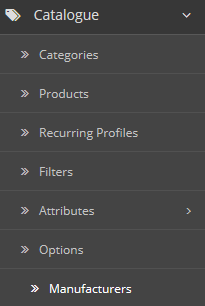 Catalogue
Categories
Products
Recurring Profiles
Filters
Attributes
Options
Manufacturers